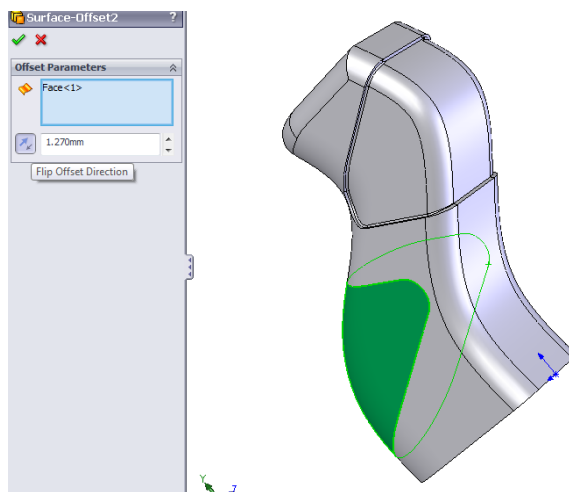 Surface-Offset2 ?
Offset Parameters
Face<1>
1.270mm
Flip Offset Direction
Y